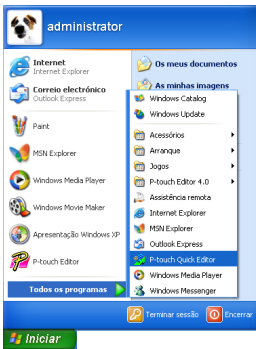 administrator
Internet
Internet Explorer
Correio electrónico
Outlook Express
Paint
MSN Explorer
Windows Media Player
Windows Movie Maker
Apresentação Windows XP
P-touch Editor
Todos os programas
Os meus documentos
As minhas imagens
Windows Catalog
Windows Update
Acessórios
Arranque
Jogos
P-touch Editor 4.0
Assistência remota
Internet Explorer
MSN Explorer
Outlook Express
P-touch Quick Editor
Windows Media Player
Windows Messenger
Terminar sessão
Encerrar
Iniciar